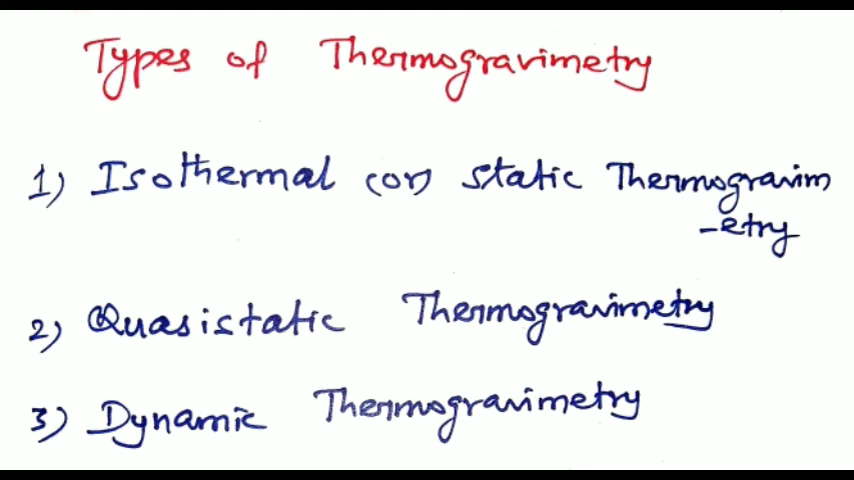 Types of Thermogravimetry
1) Isothermal (or) static Thermogravim
-etry
2) Quasistatic Thermogravimetry
3) Dynamic Thermogravimetry